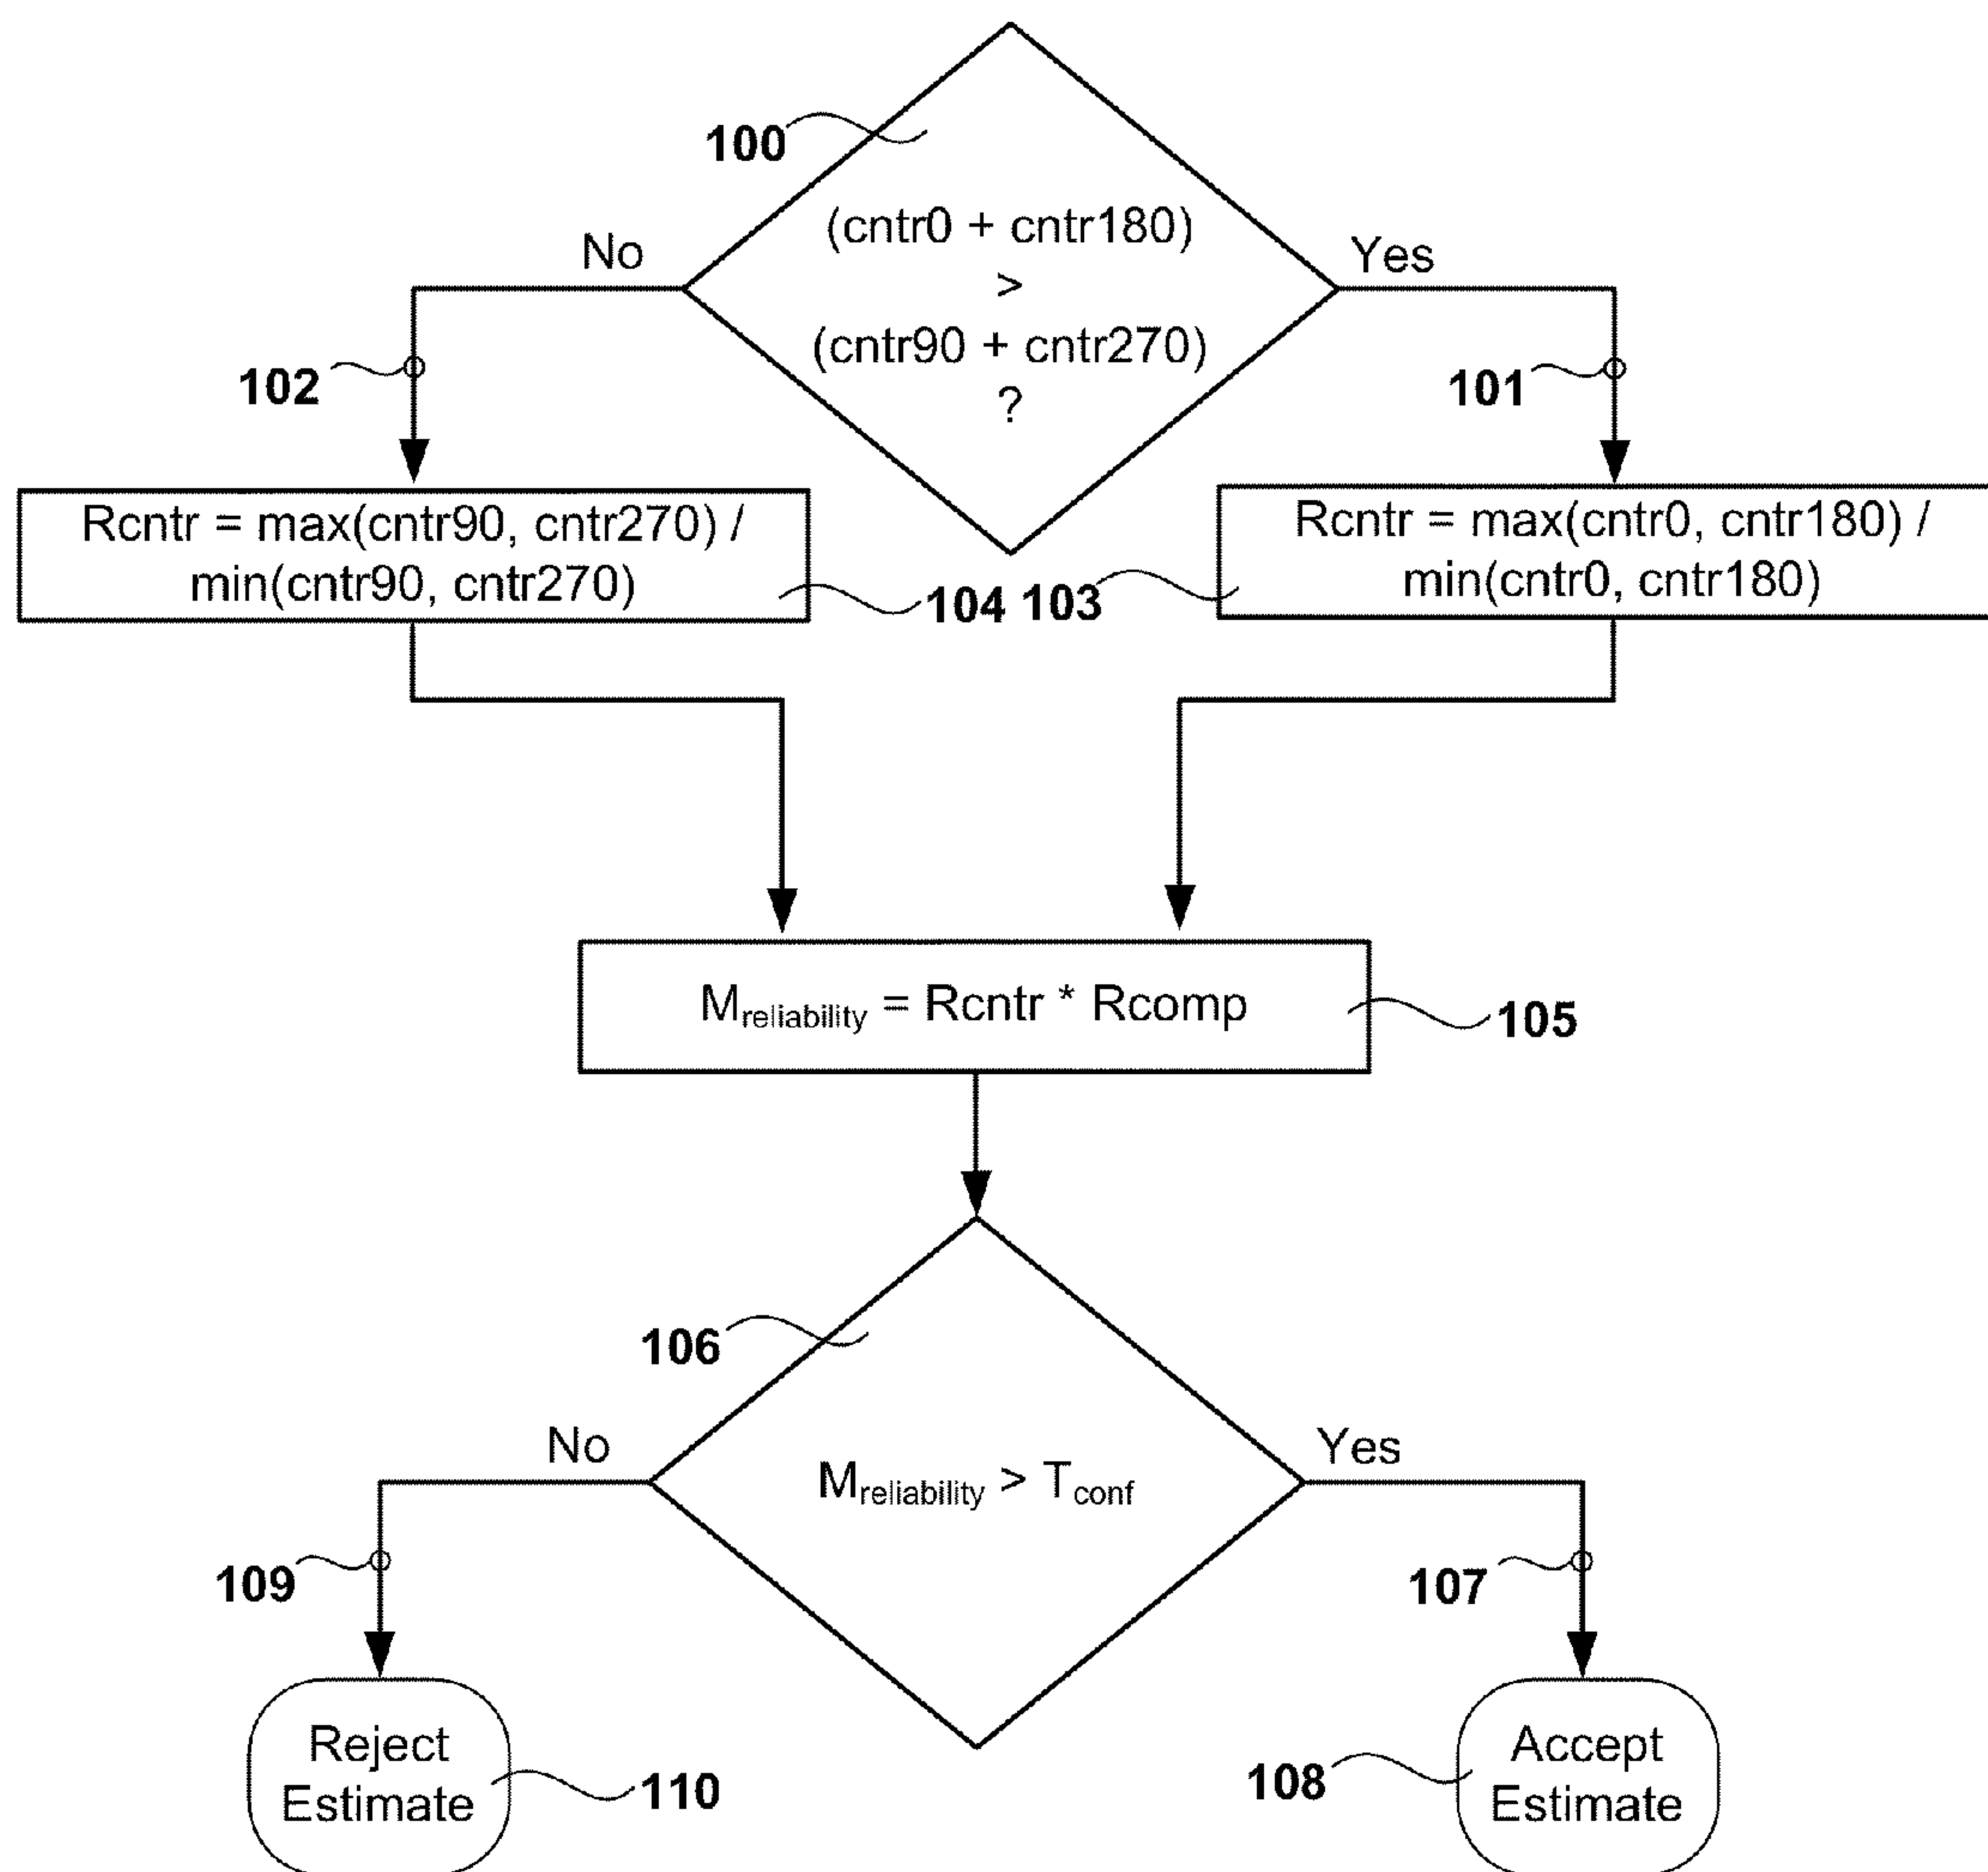 100
(cntr0 + cntr180)
>
(cntr90 + cntr270)
?
No
Yes
102
101
Rcntr = max(cntr90, cntr270) /
min(cntr90, cntr270)
Rcntr = max(cntr0, cntr180) /
min(cntr0, cntr180)
104
103
Mreliability = Rcntr * Rcomp
105
106
No
Yes
Mreliability > Tconf
109
107
Reject
Estimate
110
108
Accept
Estimate